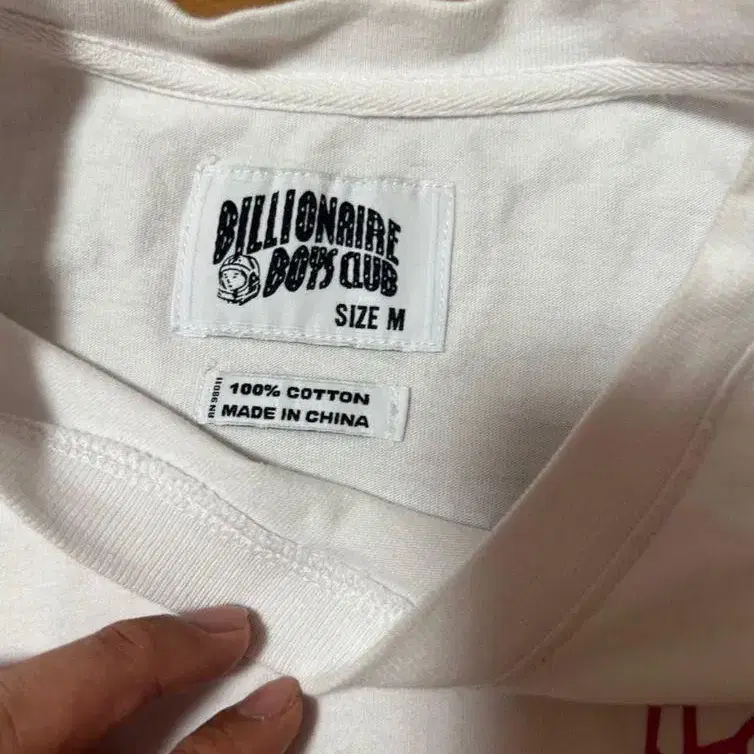 BILLIONAIRE
BOYS CLUB
SIZE M
100% COTTON
MADE IN CHINA
RN 98011